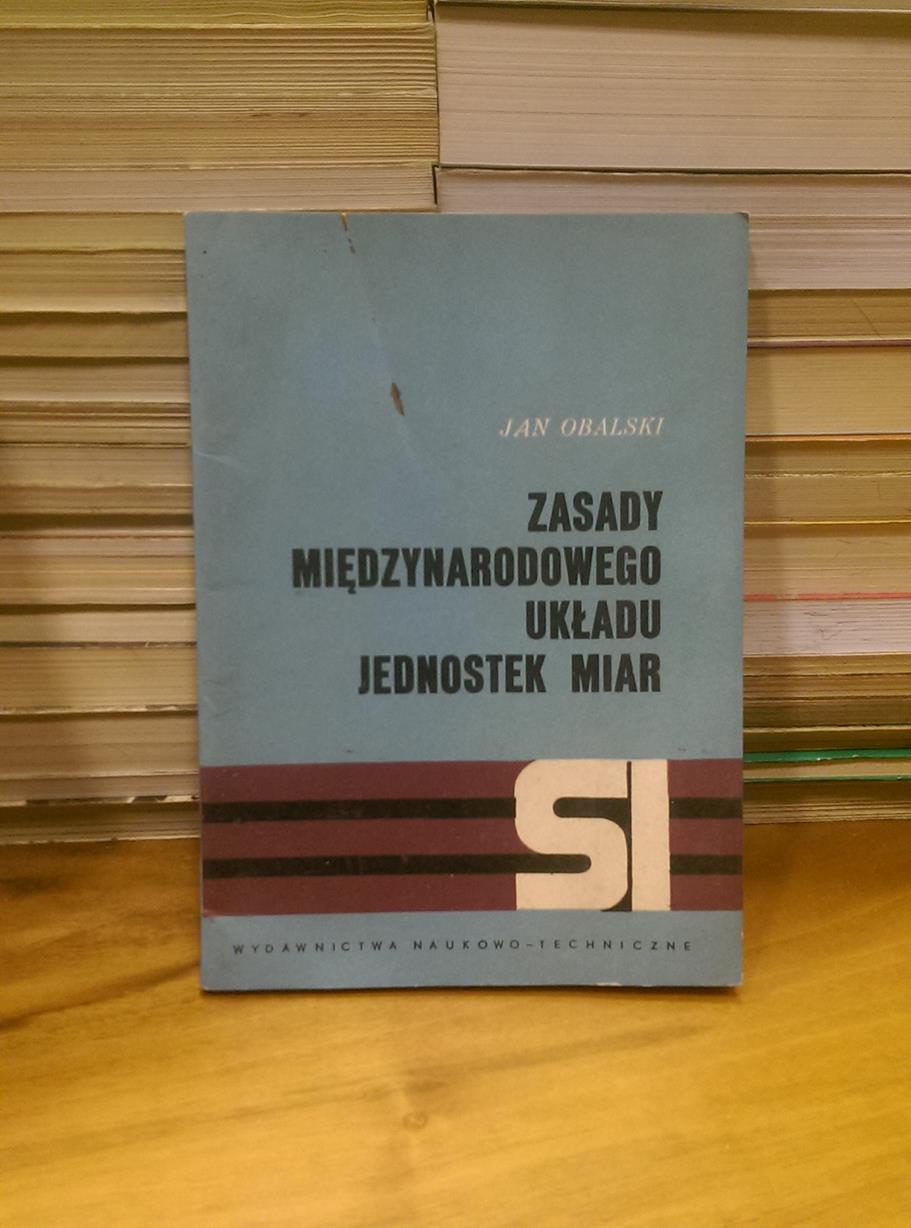 JAN OBALSKI
ZASADY
MIĘDZYNARODOWEGO
UKŁADU
JEDNOSTEK MIAR
SI
WYDAWNICTWA NAUKOWO-TECHNICZNE